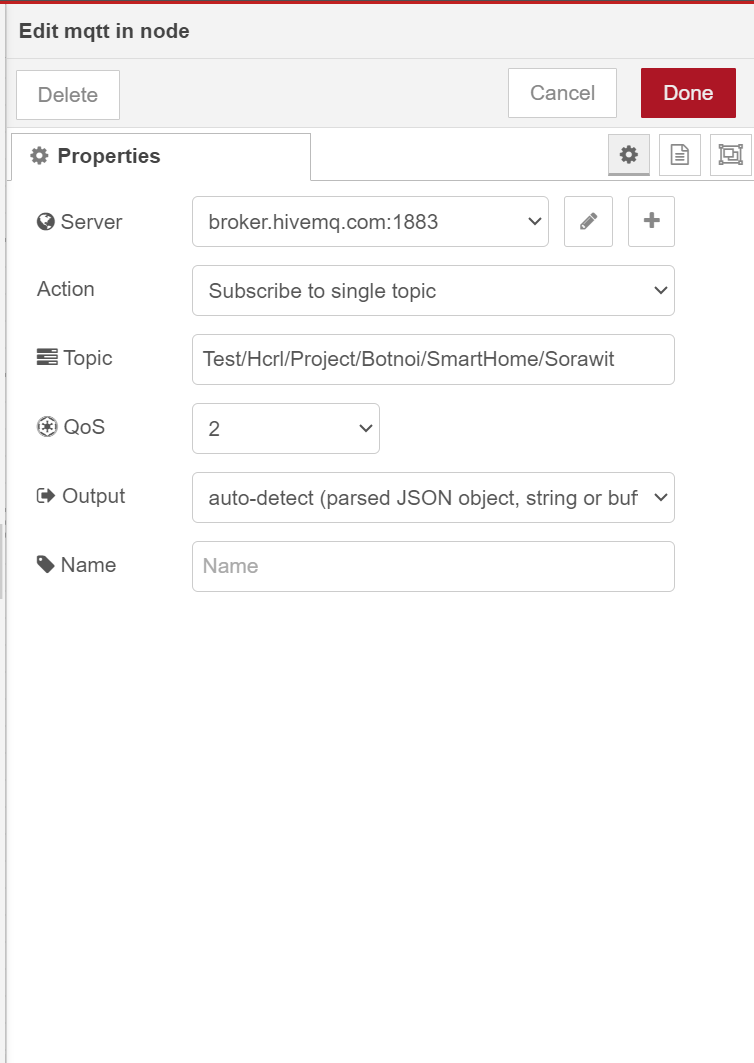 Edit mqtt in node
Delete Cancel Done
Properties
Server broker.hivemq.com:1883
Action Subscribe to single topic
Topic Test/Hcrl/Project/Botnoi/SmartHome/Sorawit
QoS 2
Output auto-detect (parsed JSON object, string or buf
Name Name